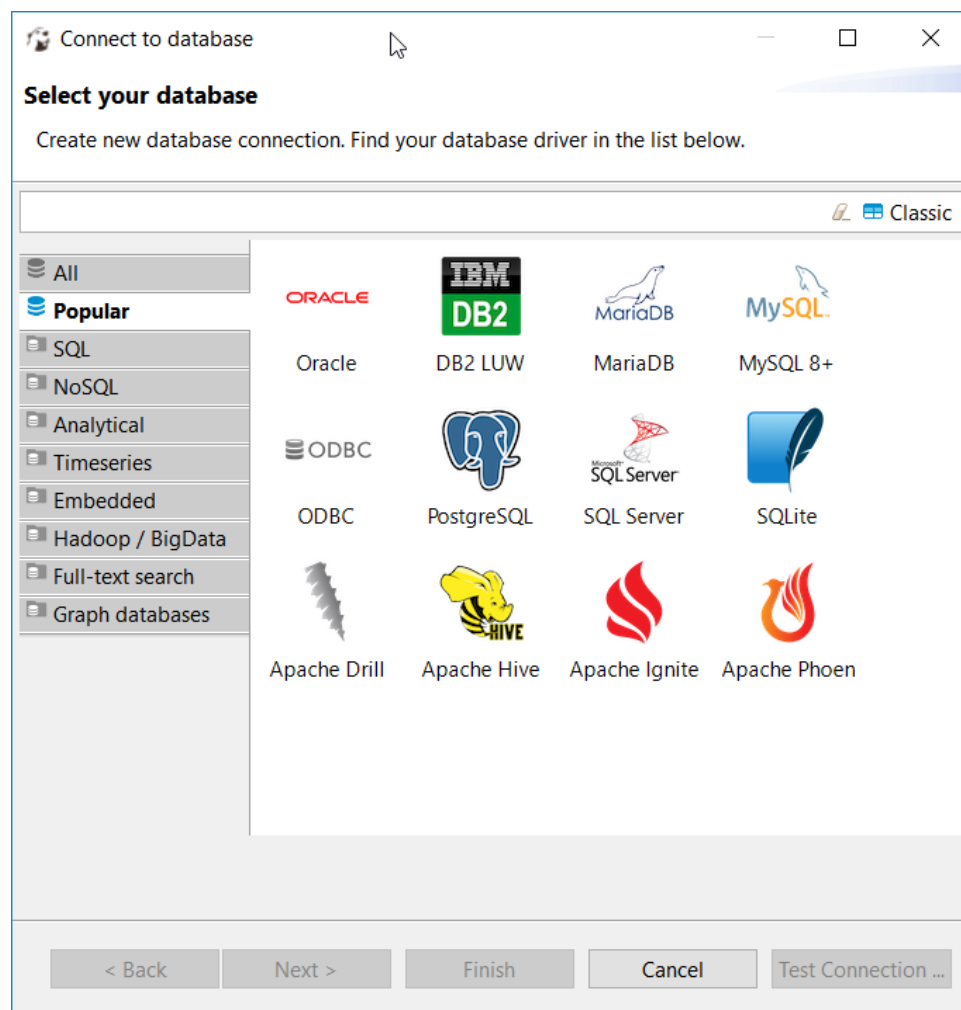 Connect to database
Select your database
Create new database connection. Find your database driver in the list below.
Classic
All
Popular
SQL
NoSQL
Analytical
Timeseries
Embedded
Hadoop / BigData
Full-text search
Graph databases
ORACLE
IBM
DB2
MariaDB
MySQL
Oracle
DB2 LUW
MariaDB
MySQL 8+
ODBC
Microsoft
SQL Server
ODBC
PostgreSQL
SQL Server
SQLite
HIVE
Apache Drill
Apache Hive
Apache Ignite
Apache Phoen
< Back
Next >
Finish
Cancel
Test Connection ...